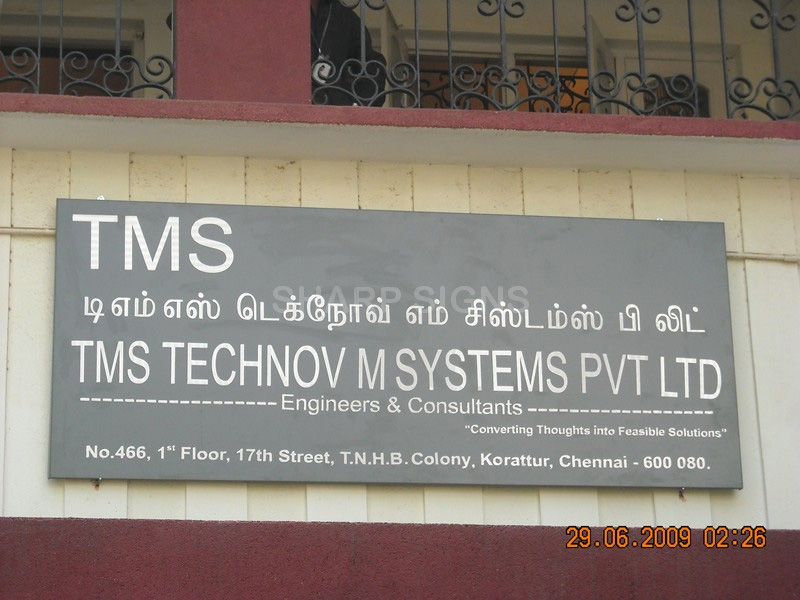 TMS
டி எம் எஸ் டெக்நோவ் எம் சிஸ்டம்ஸ் பி லிட்
SHARP SIGNS
TMS TECHNOV M SYSTEMS PVT LTD
Engineers & Consultants
"Converting Thoughts into Feasible Solutions"
No.466, 1st Floor, 17th Street, T.N.H.B. Colony, Korattur, Chennai - 600 080.
29.06.2009 02:26